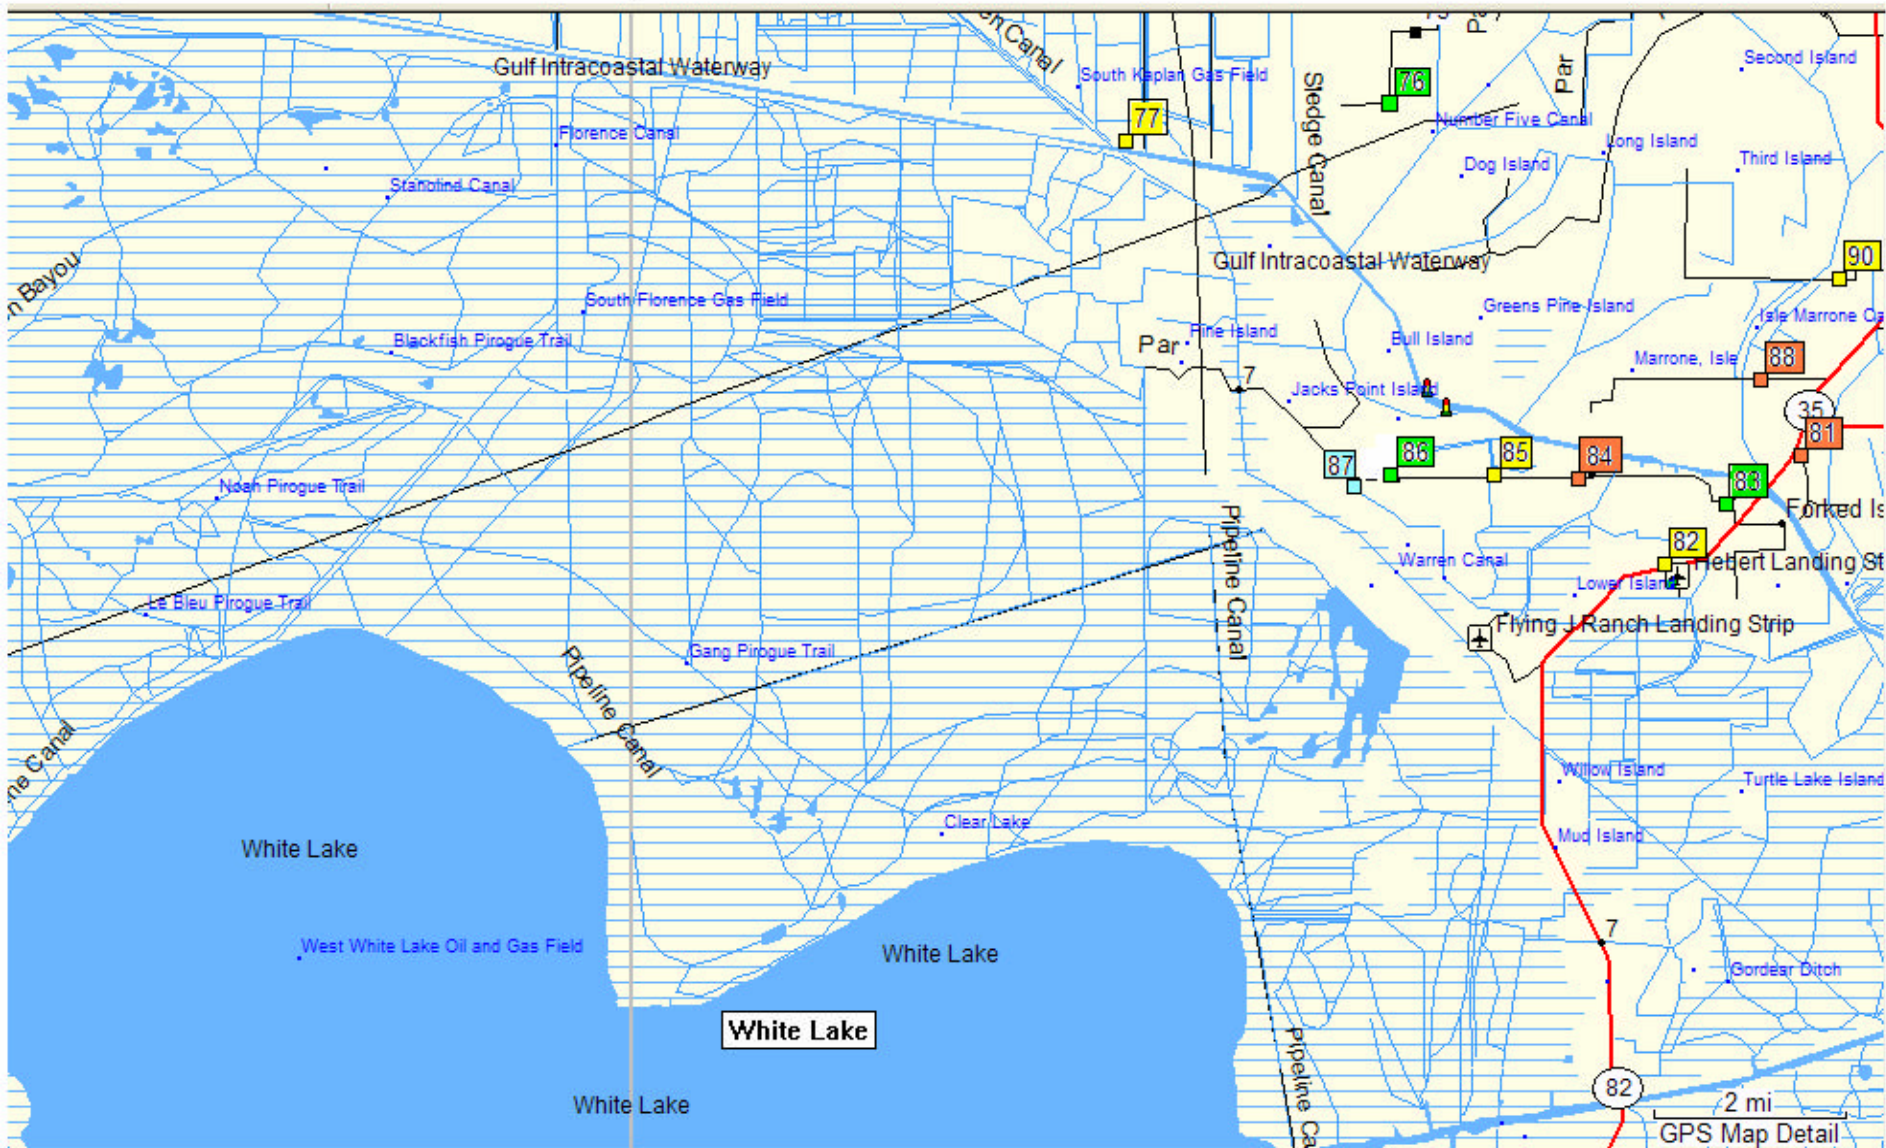 en Canal
Gulf Intracoastal Waterway
South Kaplan Gas Field
Sledge Canal
76
Par
Second Island
77
Florence Canal
Number Five Canal
Long Island
Stanolind Canal
Dog Island
Third Island
n Bayou
Gulf Intracoastal Waterway
90
South Florence Gas Field
Greens Pine Island
Isle Marrone Ca
Blackfish Pirogue Trail
Pine Island
Par
Bull Island
Marrone, Isle
88
7
Jacks Point Island
35
81
87
86
85
84
83
Noah Pirogue Trail
Forked Is
Pipeline Canal
82
Warren Canal
Hebert Landing St
Lower Island
Le Bleu Pirogue Trail
Flying J Ranch Landing Strip
Gang Pirogue Trail
Pipeline Canal
ne Canal
Willow Island
Turtle Lake Island
Clear Lake
Mud Island
White Lake
West White Lake Oil and Gas Field
White Lake
7
Gordear Ditch
White Lake
Pipeline Ca
82
White Lake
2 mi
GPS Map Detail